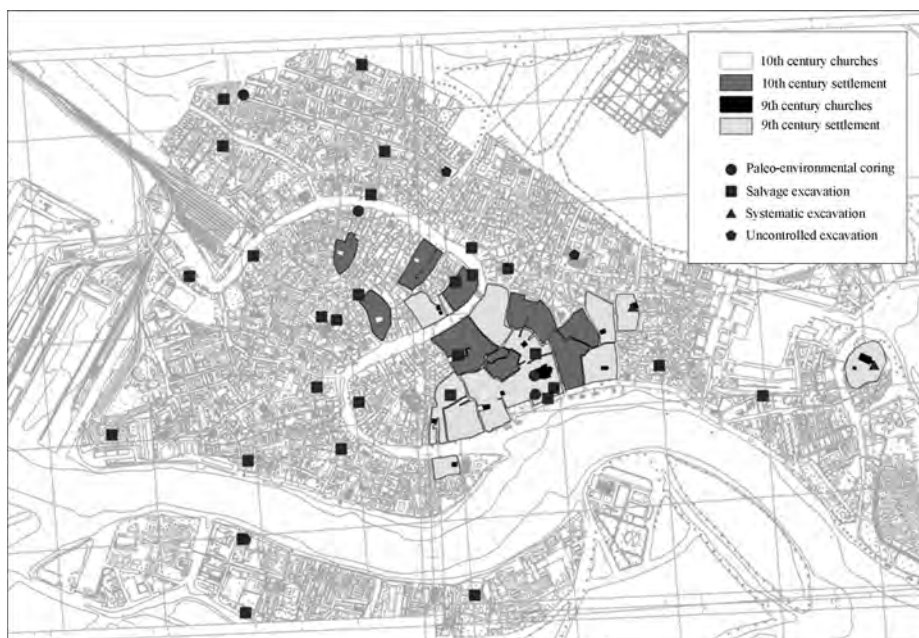 10th century churches
10th century settlement
9th century churches
9th century settlement
Paleo-environmental coring
Salvage excavation
Systematic excavation
Uncontrolled excavation